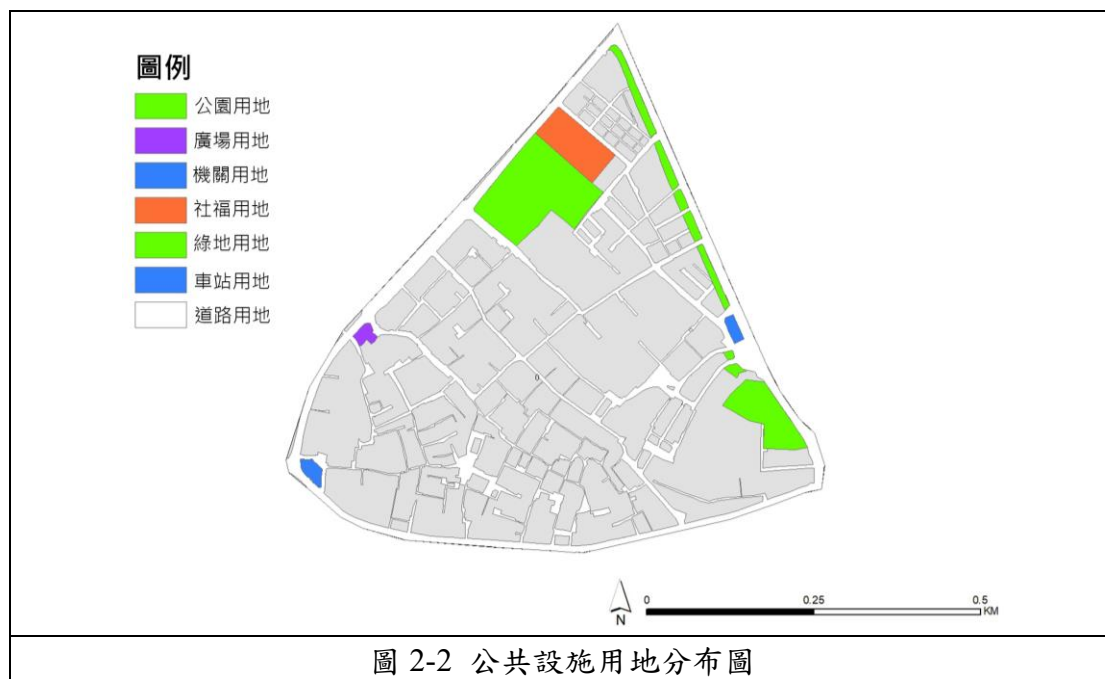 圖例
公園用地
廣場用地
機關用地
社福用地
綠地用地
車站用地
道路用地
0
N
0
0.25
0.5
KM
圖 2-2 公共設施用地分布圖